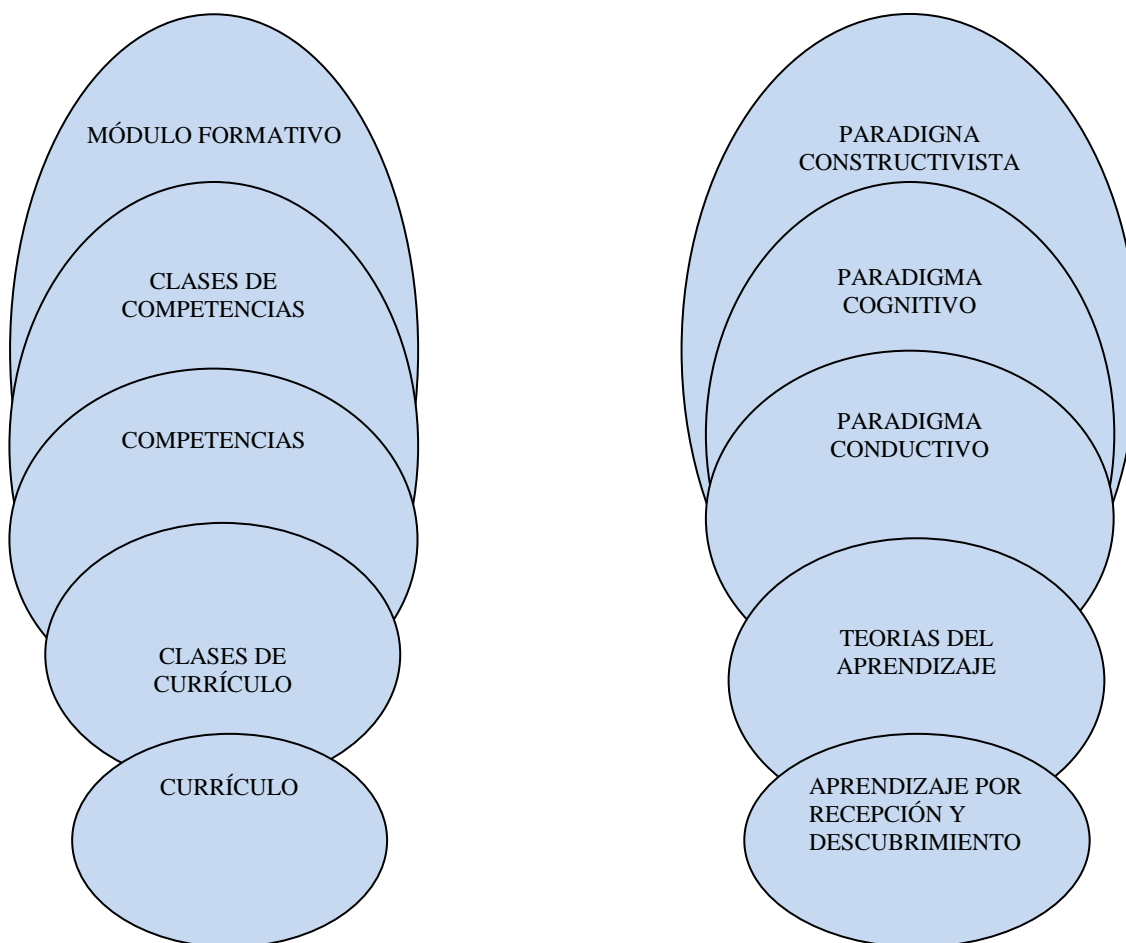 MÓDULO FORMATIVO
CLASES DE
COMPETENCIAS
COMPETENCIAS
CLASES DE
CURRÍCULO
CURRÍCULO
PARADIGNA
CONSTRUCTIVISTA
PARADIGMA
COGNITIVO
PARADIGMA
CONDUCTIVO
TEORIAS DEL
APRENDIZAJE
APRENDIZAJE POR
RECEPCIÓN Y
DESCUBRIMIENTO